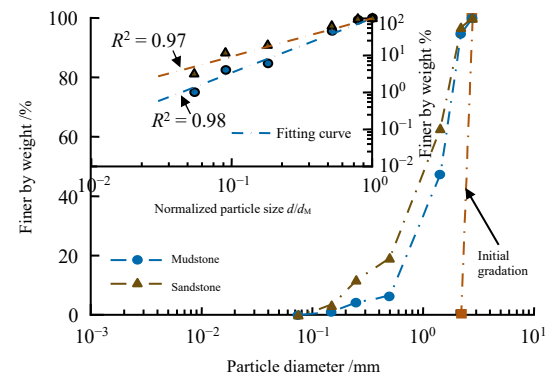 100
80
60
40
20
0
Finer by weight /%
10⁻³
10⁻²
10⁻¹
10⁰
10¹
Particle diameter /mm
Mudstone
Sandstone
Initial
gradation
R² = 0.97
R² = 0.98
Fitting curve
10²
10¹
10⁰
10⁻¹
10⁻²
Finer by weight %
10⁻²
10⁻¹
10⁰
Normalized particle size d/d_M